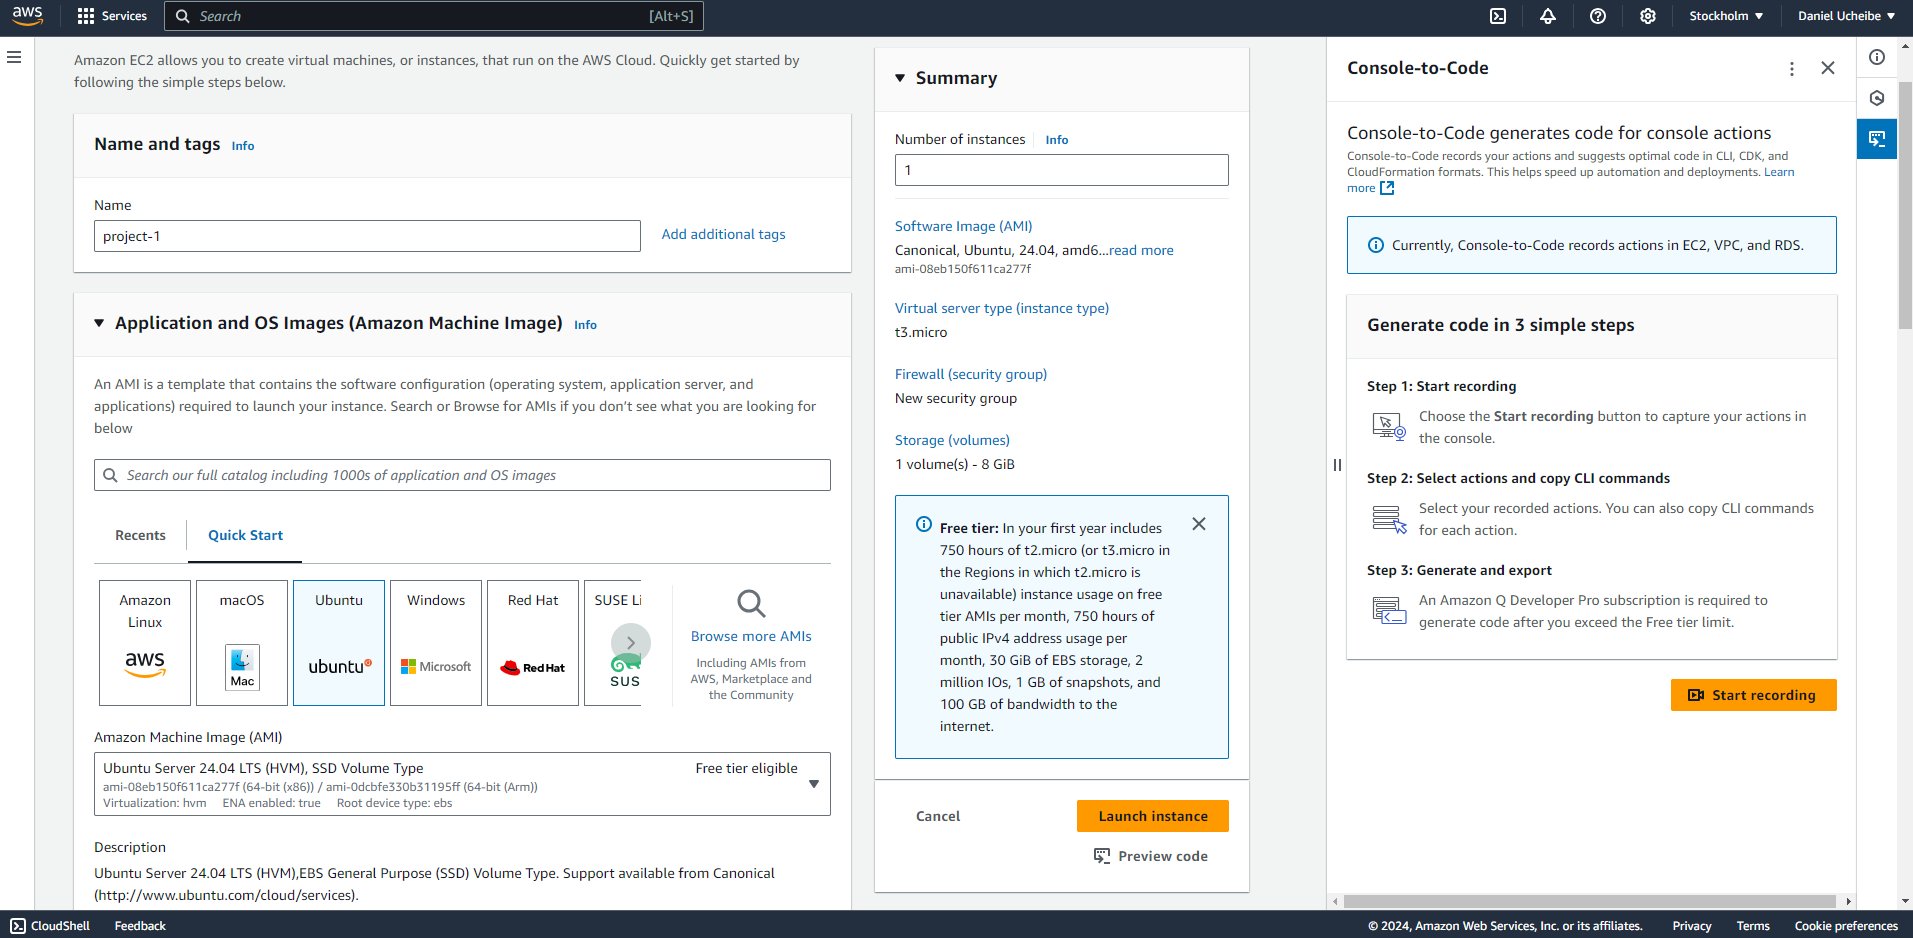 aws
Services
Search
[Alt+S]
Stockholm
Daniel Ucheibe
Amazon EC2 allows you to create virtual machines, or instances, that run on the AWS Cloud. Quickly get started by
following the simple steps below.
Name and tags Info
Name
project-1
Add additional tags
Application and OS Images (Amazon Machine Image) Info
An AMI is a template that contains the software configuration (operating system, application server, and
applications) required to launch your instance. Search or Browse for AMIs if you don't see what you are looking for
below
Search our full catalog including 1000s of application and OS images
Recents
Quick Start
Amazon
Linux
aws
macOS
Mac
Ubuntu
ubuntu
Windows
Microsoft
Red Hat
Red Hat
SUSE Li
SUS
Browse more AMIs
Including AMIs from
AWS, Marketplace and
the Community
Amazon Machine Image (AMI)
Ubuntu Server 24.04 LTS (HVM), SSD Volume Type
Free tier eligible
ami-08eb150f611ca277f (64-bit (x86)) / ami-0dcbfe330b31195ff (64-bit (Arm))
Virtualization: hvm ENA enabled: true Root device type: ebs
Description
Ubuntu Server 24.04 LTS (HVM),EBS General Purpose (SSD) Volume Type. Support available from Canonical
(http://www.ubuntu.com/cloud/services).
Summary
Number of instances Info
1
Software Image (AMI)
Canonical, Ubuntu, 24.04, amd6...read more
ami-08eb150f611ca277f
Virtual server type (instance type)
t3.micro
Firewall (security group)
New security group
Storage (volumes)
1 volume(s) - 8 GiB
Free tier: In your first year includes
750 hours of t2.micro (or t3.micro in
the Regions in which t2.micro is
unavailable) instance usage on free
tier AMIs per month, 750 hours of
public IPv4 address usage per
month, 30 GiB of EBS storage, 2
million IOs, 1 GB of snapshots, and
100 GB of bandwidth to the
internet.
Cancel
Launch instance
Preview code
Console-to-Code
Console-to-Code generates code for console actions
Console-to-Code records your actions and suggests optimal code in CLI, CDK, and
CloudFormation formats. This helps speed up automation and deployments. Learn
more
Currently, Console-to-Code records actions in EC2, VPC, and RDS.
Generate code in 3 simple steps
Step 1: Start recording
Choose the Start recording button to capture your actions in
the console.
Step 2: Select actions and copy CLI commands
Select your recorded actions. You can also copy CLI commands
for each action.
Step 3: Generate and export
An Amazon Q Developer Pro subscription is required to
generate code after you exceed the Free tier limit.
Start recording
CloudShell
Feedback
© 2024, Amazon Web Services, Inc. or its affiliates.
Privacy
Terms
Cookie preferences